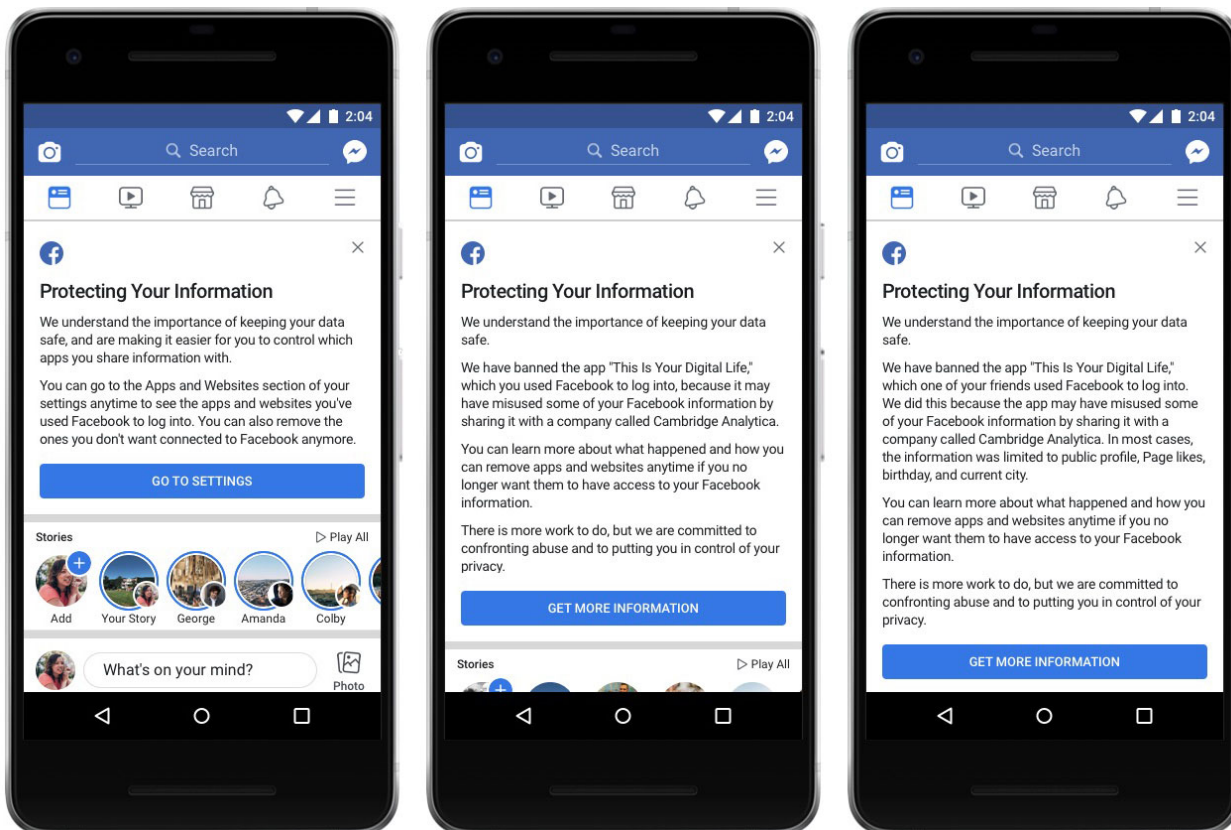 2:04
Search
Protecting Your Information
We understand the importance of keeping your data
safe, and are making it easier for you to control which
apps you share information with.
You can go to the Apps and Websites section of your
settings anytime to see the apps and websites you've
used Facebook to log into. You can also remove the
ones you don't want connected to Facebook anymore.
GO TO SETTINGS
Stories
Play All
Add
Your Story
George
Amanda
Colby
What's on your mind?
Photo
2:04
Search
Protecting Your Information
We understand the importance of keeping your data
safe.
We have banned the app "This Is Your Digital Life,"
which you used Facebook to log into, because it may
have misused some of your Facebook information by
sharing it with a company called Cambridge Analytica.
You can learn more about what happened and how you
can remove apps and websites anytime if you no
longer want them to have access to your Facebook
information.
There is more work to do, but we are committed to
confronting abuse and to putting you in control of your
privacy.
GET MORE INFORMATION
Stories
Play All
2:04
Search
Protecting Your Information
We understand the importance of keeping your data
safe.
We have banned the app "This Is Your Digital Life,"
which one of your friends used Facebook to log into.
We did this because the app may have misused some
of your Facebook information by sharing it with a
company called Cambridge Analytica. In most cases,
the information was limited to public profile, Page likes,
birthday, and current city.
You can learn more about what happened and how you
can remove apps and websites anytime if you no
longer want them to have access to your Facebook
information.
There is more work to do, but we are committed to
confronting abuse and to putting you in control of your
privacy.
GET MORE INFORMATION